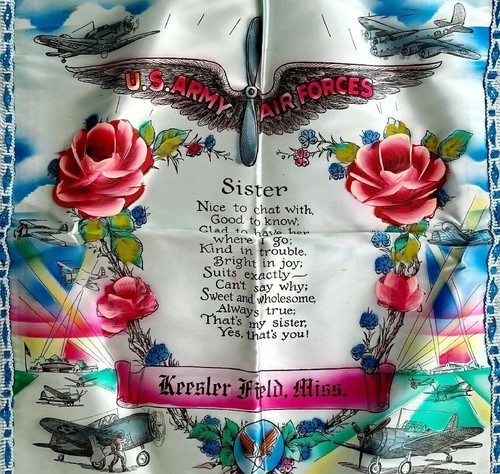 U.S. ARMY AIR FORCES
Sister
Nice to chat with,
Good to know;
Glad to have her
where I go;
Kind in trouble,
Bright in joy;
Suits exactly—
Can't say why;
Sweet and wholesome,
Always true;
That's my sister,
Yes, that's you!
Keesler Field, Miss.